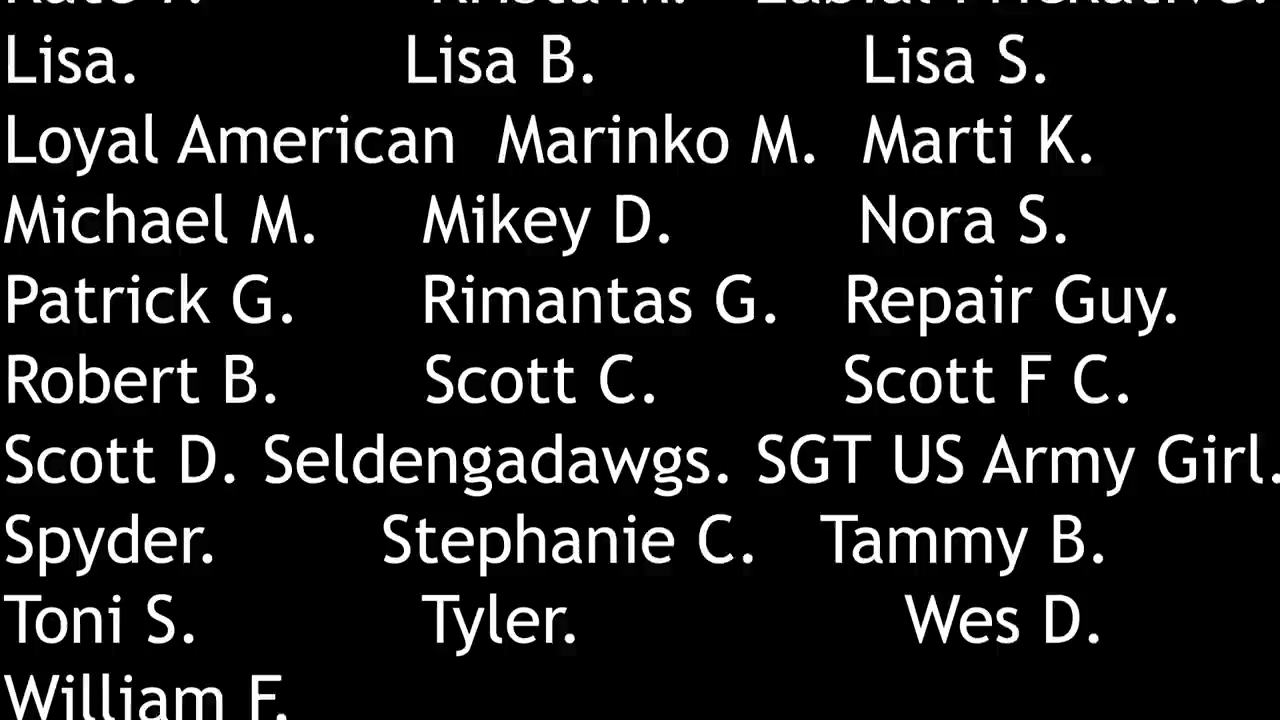 Lisa. Lisa B. Lisa S.
Loyal American Marinko M. Marti K.
Michael M. Mikey D. Nora S.
Patrick G. Rimantas G. Repair Guy.
Robert B. Scott C. Scott F C.
Scott D. Seldengadawgs. SGT US Army Girl.
Spyder. Stephanie C. Tammy B.
Toni S. Tyler. Wes D.
William F.